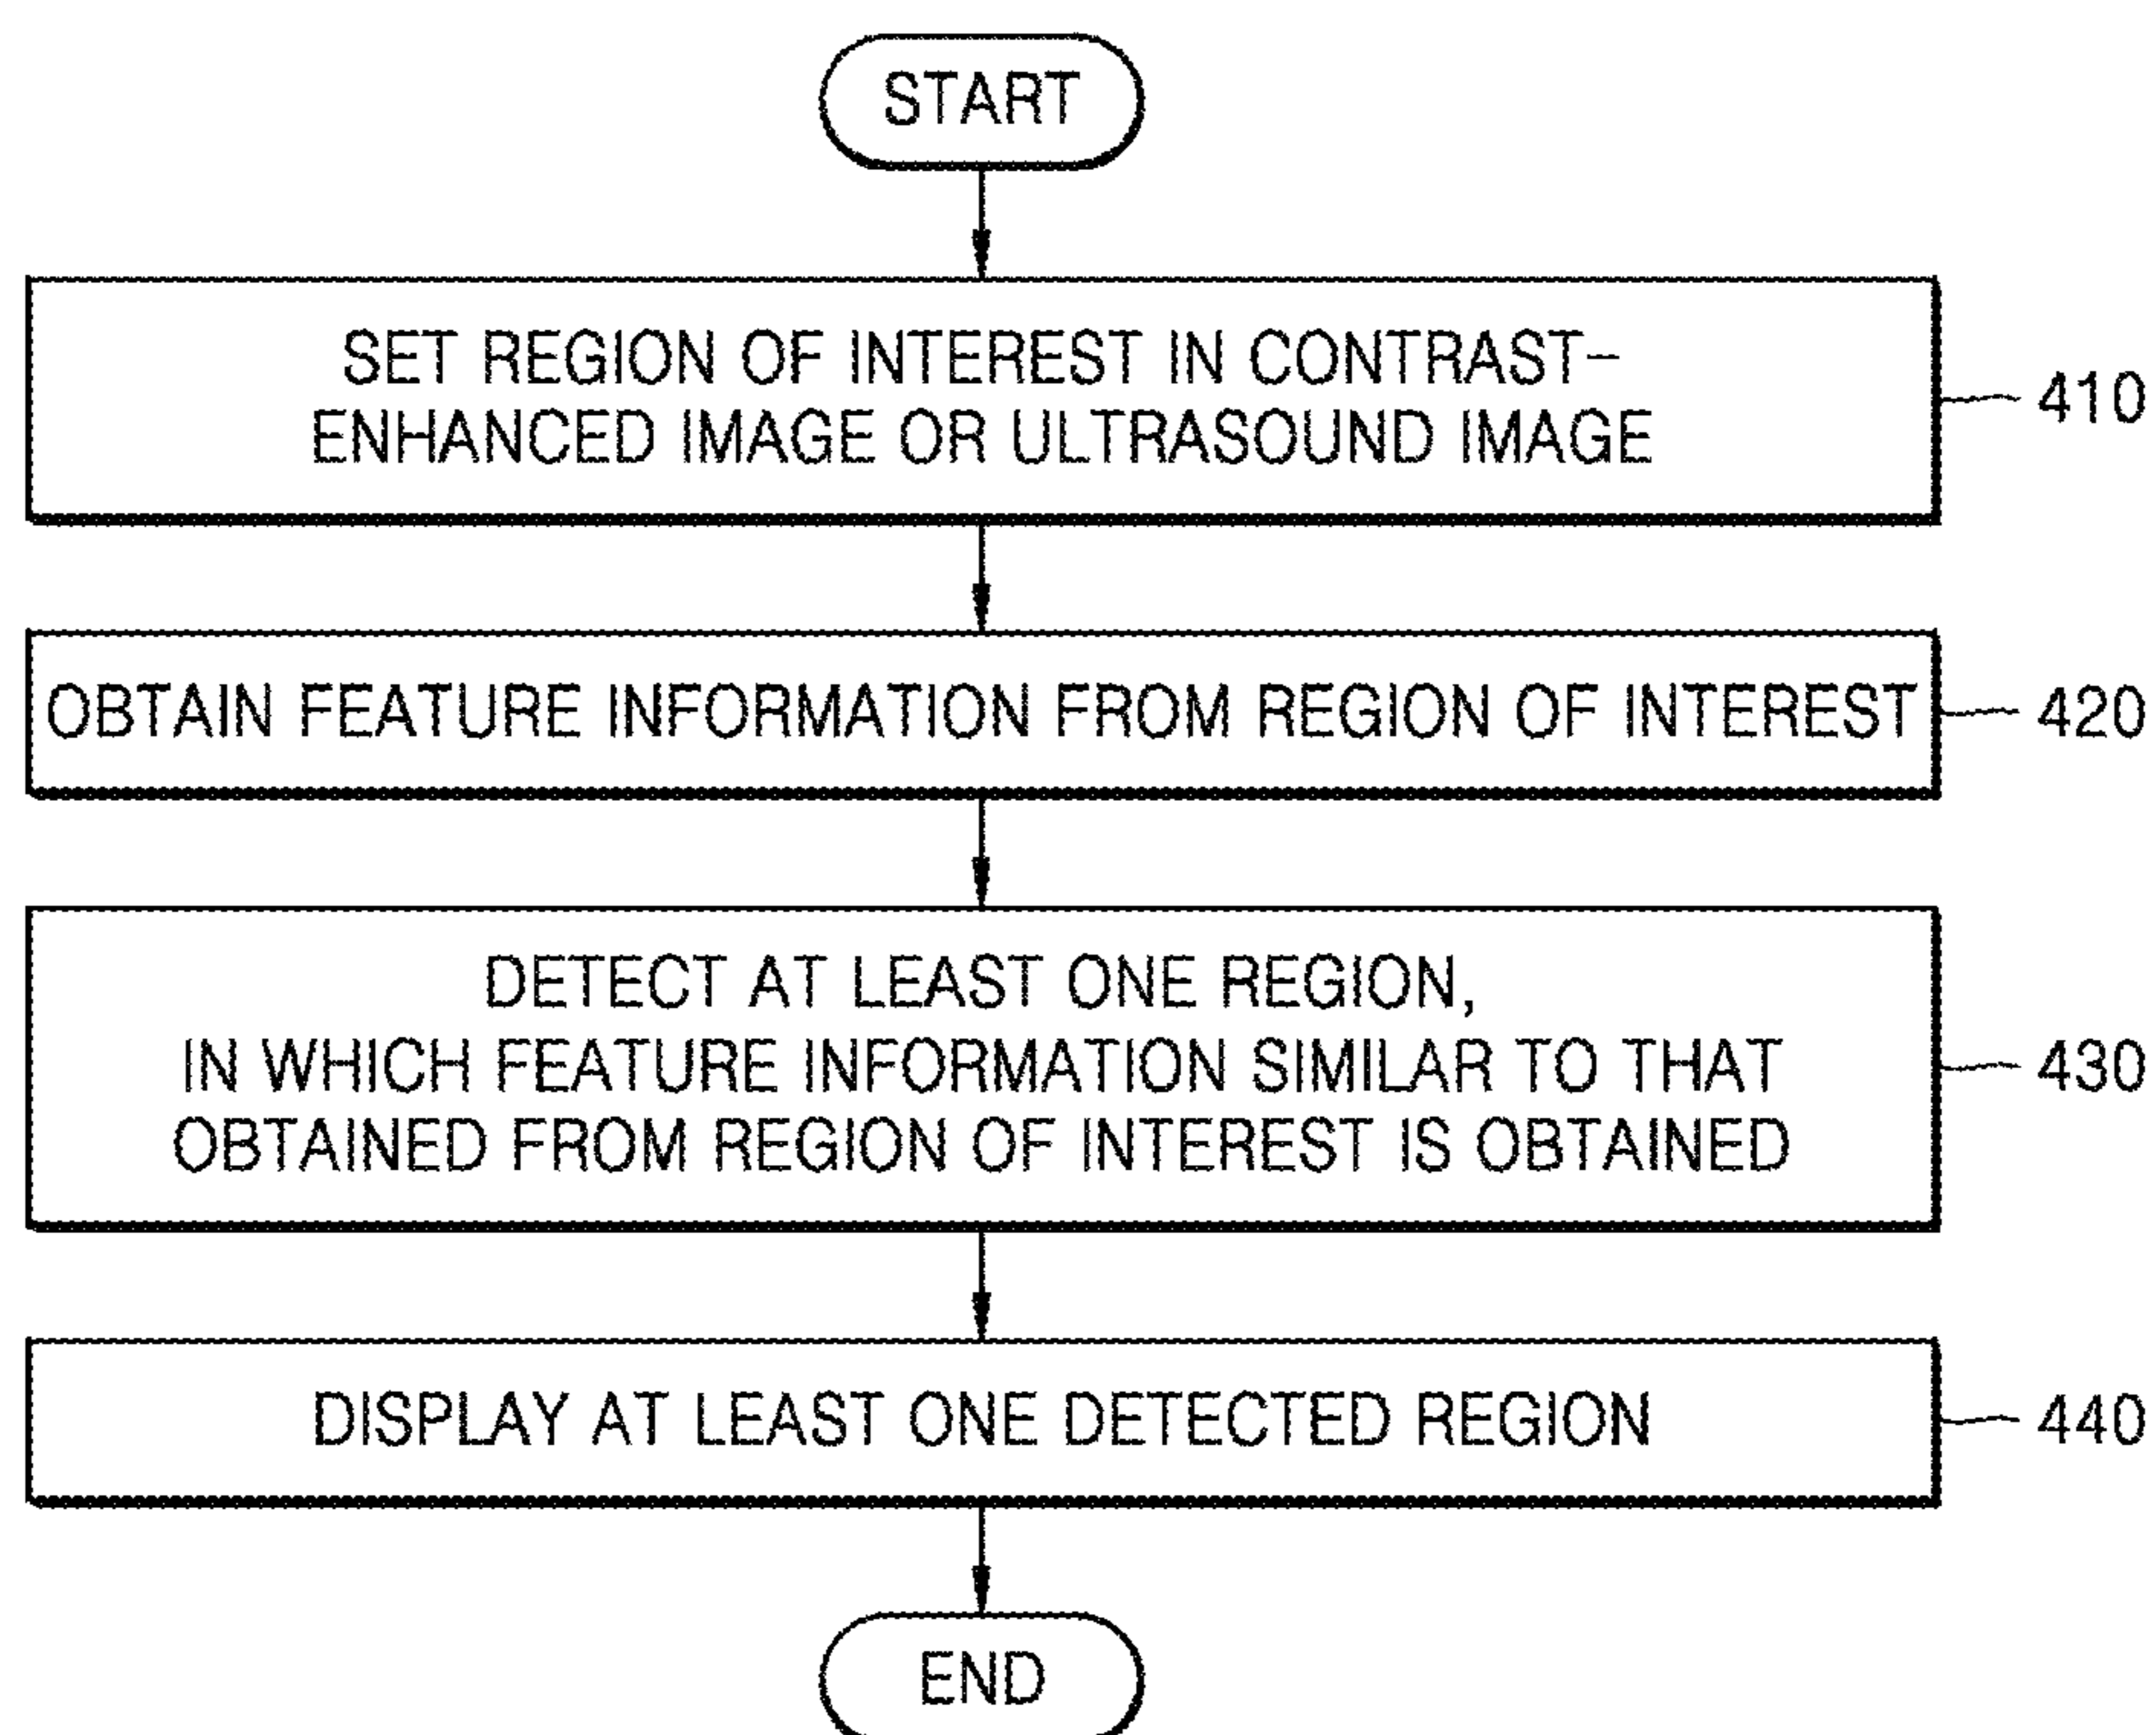 START
SET REGION OF INTEREST IN CONTRAST-
ENHANCED IMAGE OR ULTRASOUND IMAGE
410
OBTAIN FEATURE INFORMATION FROM REGION OF INTEREST
420
DETECT AT LEAST ONE REGION,
IN WHICH FEATURE INFORMATION SIMILAR TO THAT
OBTAINED FROM REGION OF INTEREST IS OBTAINED
430
DISPLAY AT LEAST ONE DETECTED REGION
440
END